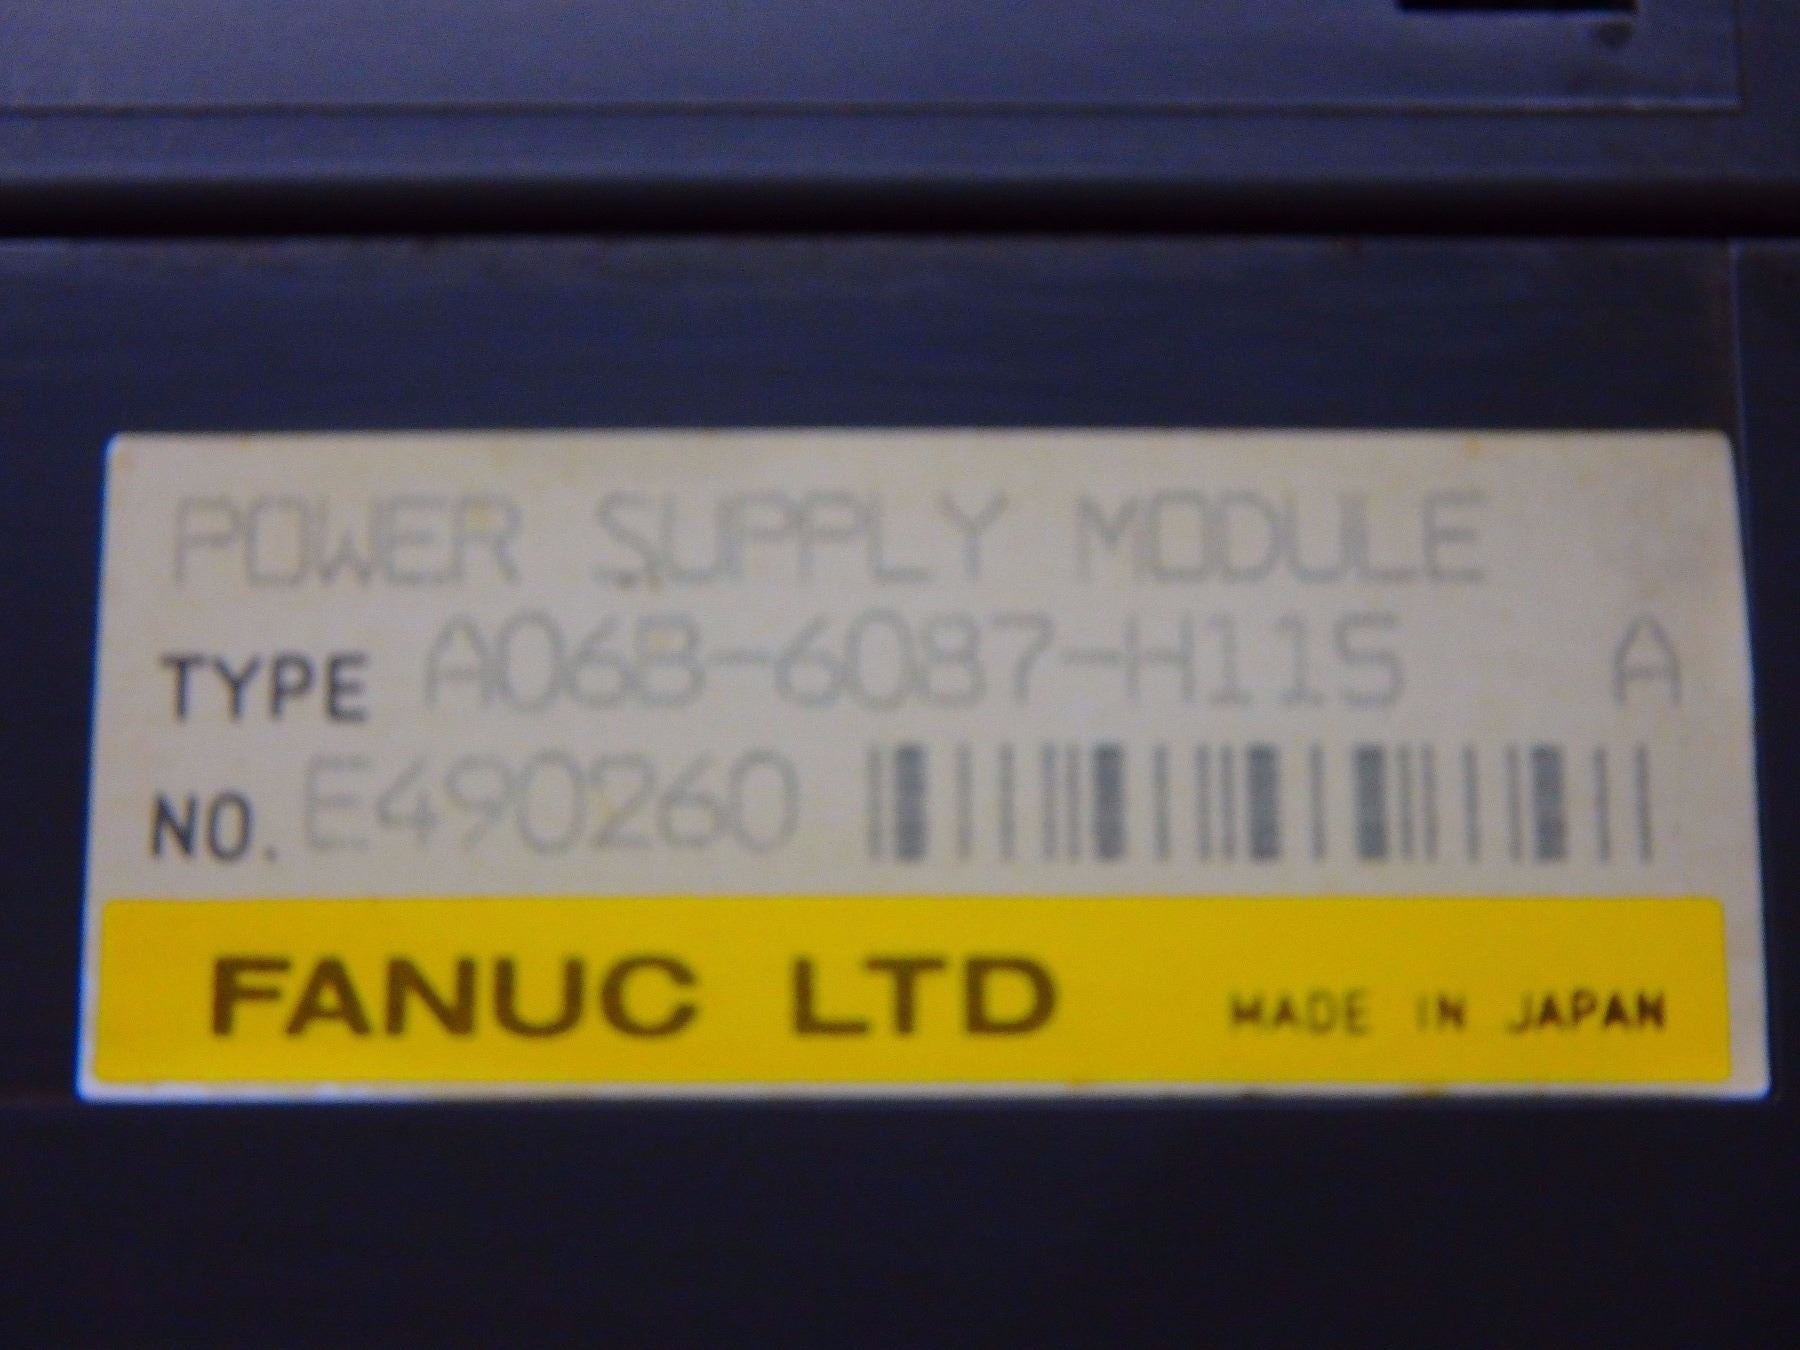 POWER SUPPLY MODULE
TYPE A06B-6087-H115 A
NO. E490260
FANUC LTD MADE IN JAPAN